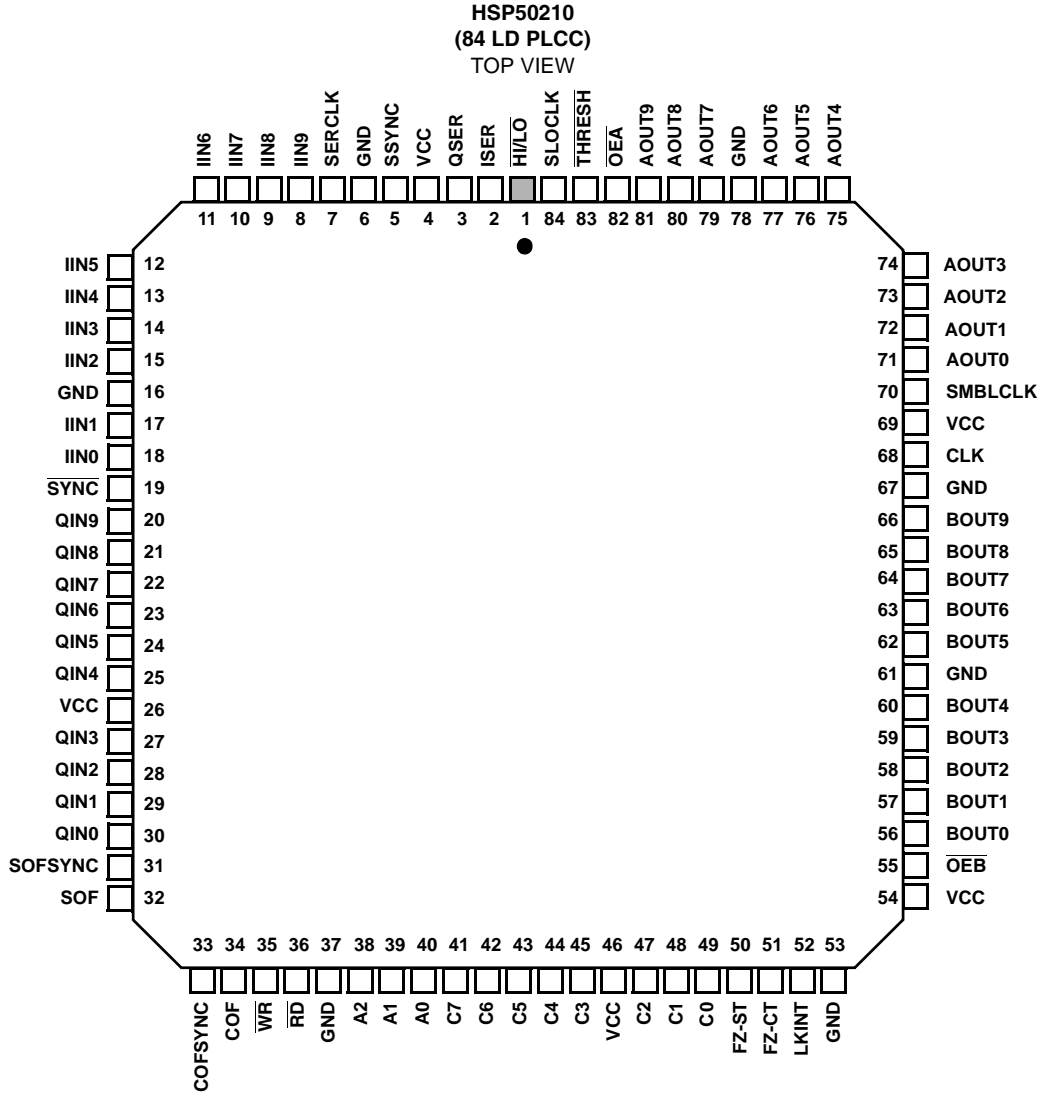 HSP50210
(84 LD PLCC)
TOP VIEW
IIN6 IIN7 IIN8 IIN9 SERCLK GND SSYNC VCC QSER ISER HI/LO SLOCLK THRESH OEA AOUT9 AOUT8 AOUT7 GND AOUT6 AOUT5 AOUT4
11 10 9 8 7 6 5 4 3 2 1 84 83 82 81 80 79 78 77 76 75
IIN5 12 74 AOUT3
IIN4 13 73 AOUT2
IIN3 14 72 AOUT1
IIN2 15 71 AOUT0
GND 16 70 SMBLCLK
IIN1 17 69 VCC
IIN0 18 68 CLK
SYNC 19 67 GND
QIN9 20 66 BOUT9
QIN8 21 65 BOUT8
QIN7 22 64 BOUT7
QIN6 23 63 BOUT6
QIN5 24 62 BOUT5
QIN4 25 61 GND
VCC 26 60 BOUT4
QIN3 27 59 BOUT3
QIN2 28 58 BOUT2
QIN1 29 57 BOUT1
QIN0 30 56 BOUT0
SOFSYNC 31 55 OEB
SOF 32 54 VCC
33 34 35 36 37 38 39 40 41 42 43 44 45 46 47 48 49 50 51 52 53
COFSYNC COF WR RD GND A2 A1 A0 C7 C6 C5 C4 C3 VCC C2 C1 C0 FZ-ST FZ-CT LKINT GND